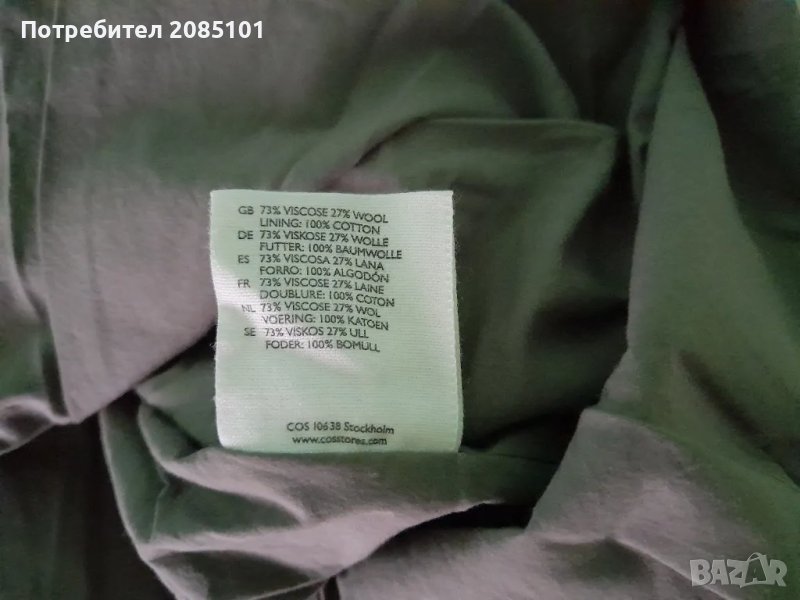 Потребител 2085101
GB 73% VISCOSE 27% WOOL
LINING: 100% COTTON
DE 73% VISKOSE 27% WOLLE
FUTTER: 100% BAUMWOLLE
ES 73% VISCOSA 27% LANA
FORRO: 100% ALGODÓN
FR 73% VISCOSE 27% LAINE
DOUBLURE: 100% COTON
NL 73% VISCOSE 27% WOL
VOERING: 100% KATOEN
SE 73% VISKOS 27% ULL
FODER: 100% BOMULL
COS 10638 Stockholm
www.cosstores.com
BAZAR